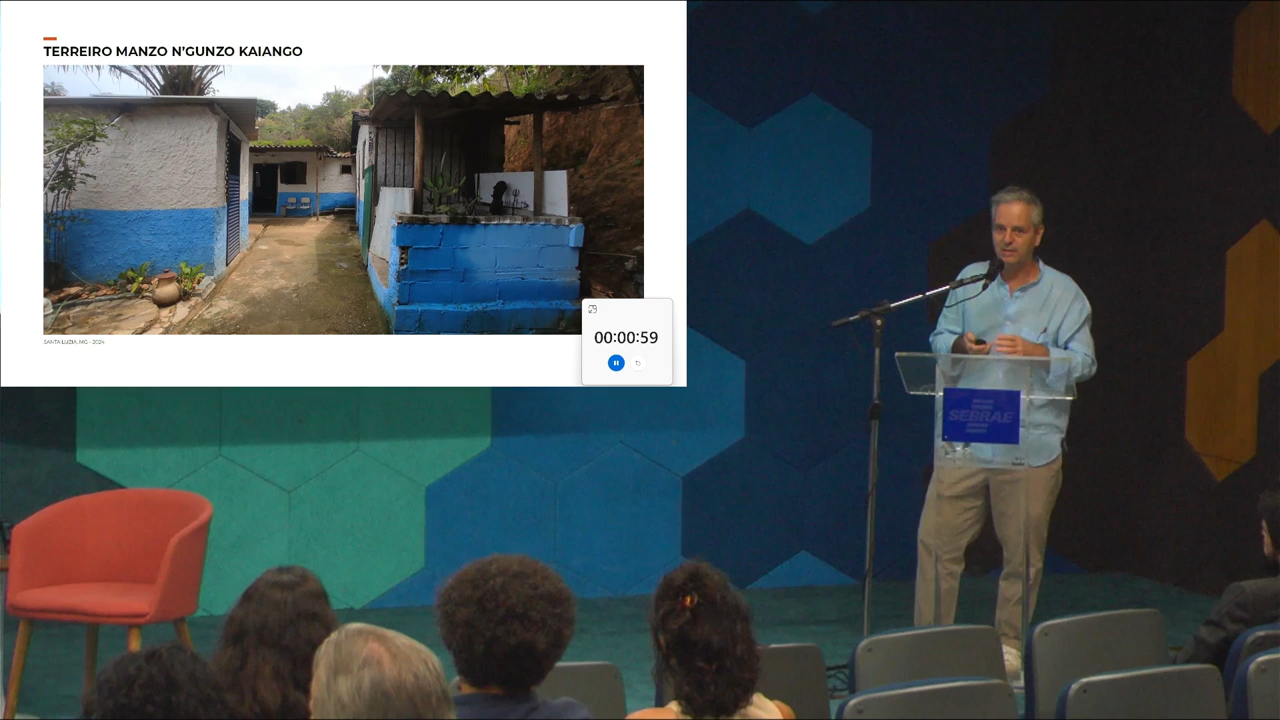 TERREIRO MANZO N'GUNZO KAIANGO
SANTA LUZIA, MG - 2024
00:00:59
SEBRAE